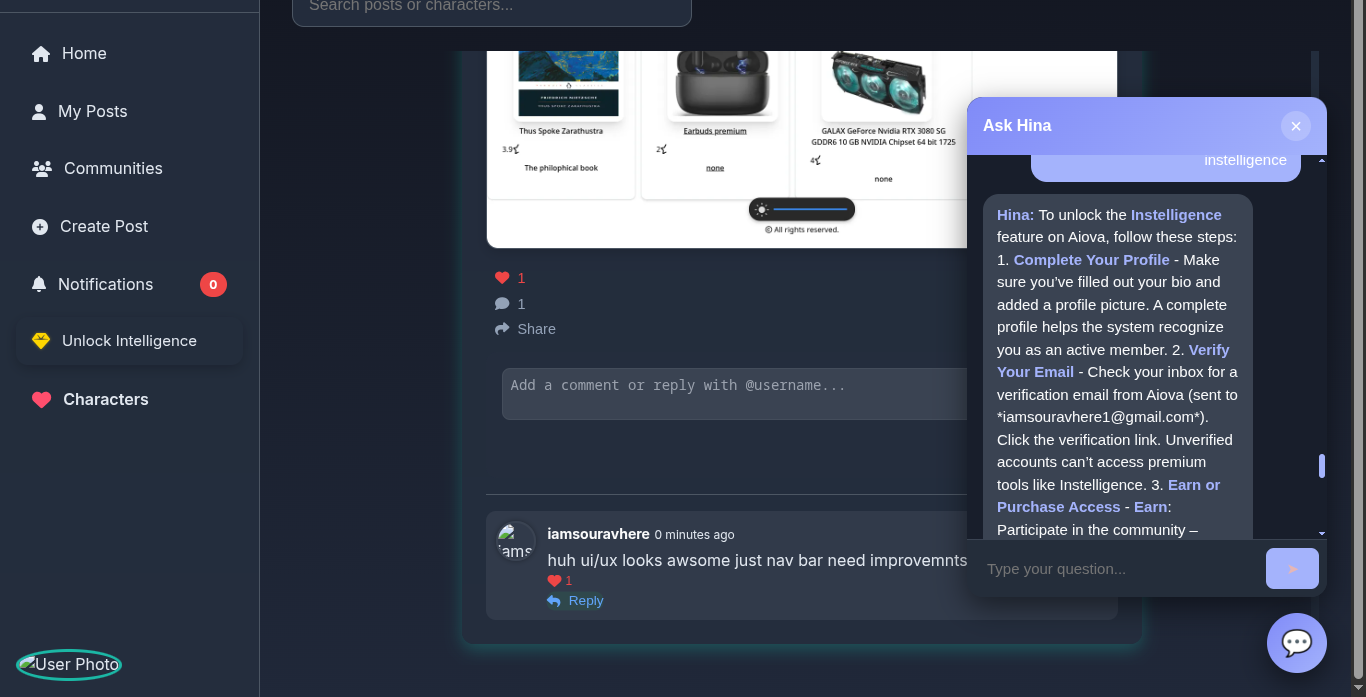 Search posts or characters...
Home
My Posts
Communities
Create Post
Notifications
0
Unlock Intelligence
Characters
User Photo
Thus Spoke Zarathustra
3.9
The philophical book
Earbuds premium
2
none
GALAX GeForce Nvidia RTX 3080 SG
GDDR6 10 GB NVIDIA Chipset 64 bit 1725
4
none
© All rights reserved.
1
1
Share
Add a comment or reply with @username...
iams
iamsouravhere 0 minutes ago
huh ui/ux looks awsome just nav bar need improvemnts
1
Reply
Ask Hina
×
instelligence
Hina: To unlock the Instelligence
feature on Aiova, follow these steps:
1. Complete Your Profile - Make
sure you’ve filled out your bio and
added a profile picture. A complete
profile helps the system recognize
you as an active member. 2. Verify
Your Email - Check your inbox for a
verification email from Aiova (sent to
*iamsouravhere1@gmail.com*).
Click the verification link. Unverified
accounts can’t access premium
tools like Instelligence. 3. Earn or
Purchase Access - Earn:
Participate in the community –
Type your question...